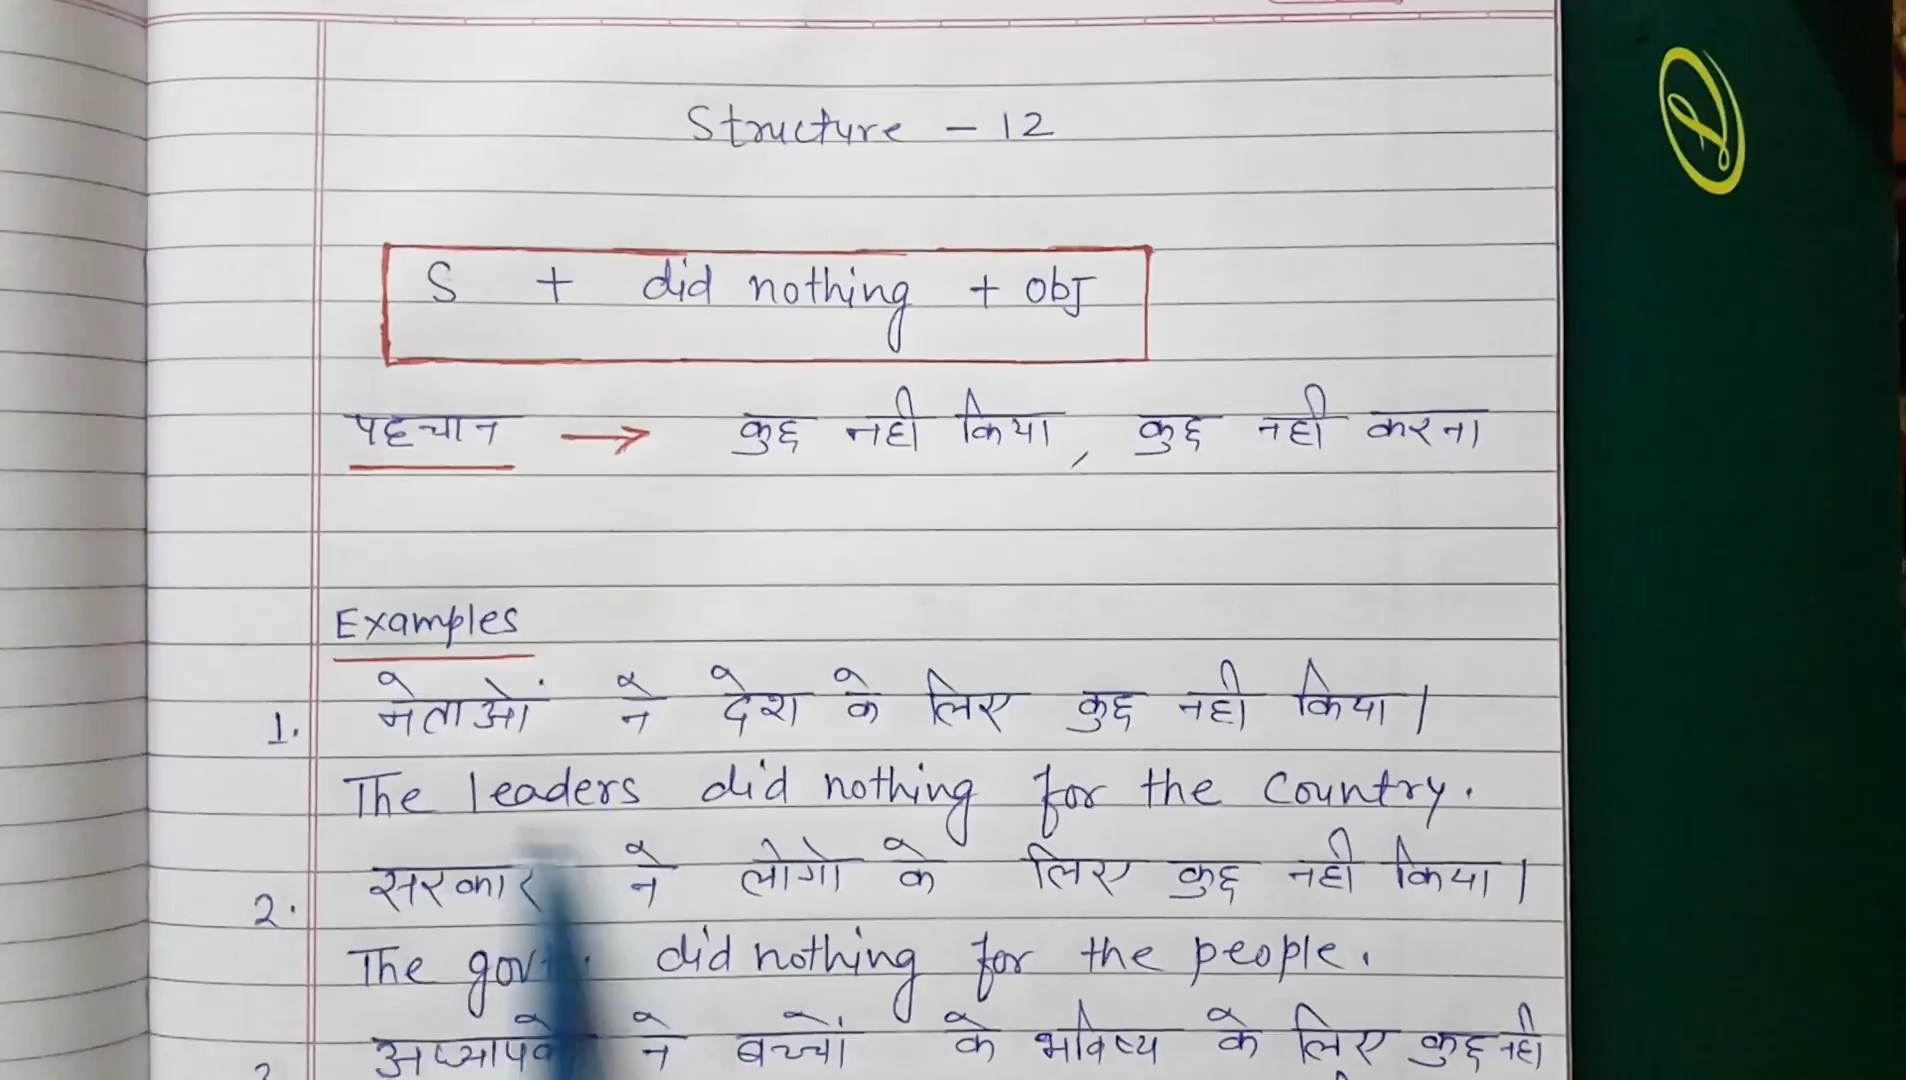 Structure - 12
S + did nothing + obj
पहचान → कुछ नही किया, कुछ नही करना
Examples
1. नेताओं ने देश के लिए कुछ नही किया।
The leaders did nothing for the country.
2. सरकार ने लोगो के लिए कुछ नही किया।
The govt. did nothing for the people.
ने बच्चों के भविष्य के लिए कुछ नही